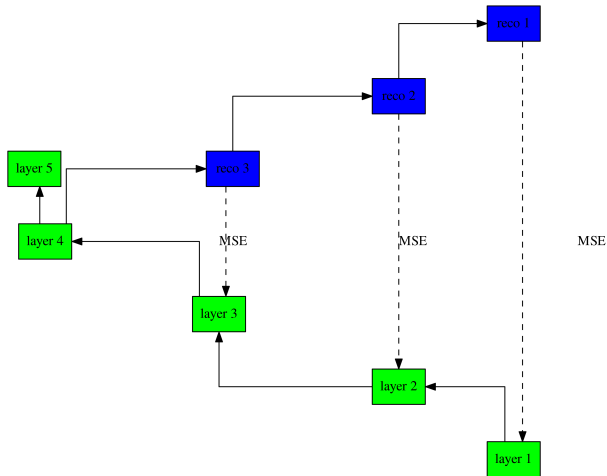 reco 1
reco 2
layer 5
reco 3
layer 4
MSE
MSE
MSE
layer 3
layer 2
layer 1